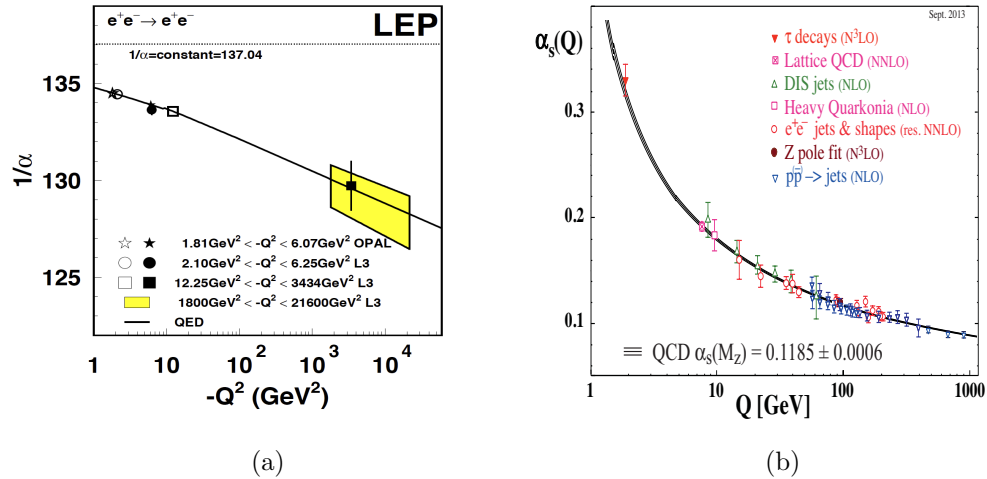 e⁺e⁻ → e⁺e⁻
LEP
1/α=constant=137.04
135
130
125
1/α
1.81GeV² < -Q² < 6.07GeV² OPAL
2.10GeV² < -Q² < 6.25GeV² L3
12.25GeV² < -Q² < 3434GeV² L3
1800GeV² < -Q² < 21600GeV² L3
QED
1 10 10² 10³ 10⁴
-Q² (GeV²)
(a)
Sept. 2013
αₛ(Q)
τ decays (N³LO)
Lattice QCD (NNLO)
DIS jets (NLO)
Heavy Quarkonia (NLO)
e⁺e⁻ jets & shapes (res. NNLO)
Z pole fit (N³LO)
pp(–) –> jets (NLO)
0.3
0.2
0.1
QCD αₛ(M_Z) = 0.1185 ± 0.0006
1 10 100 1000
Q [GeV]
(b)